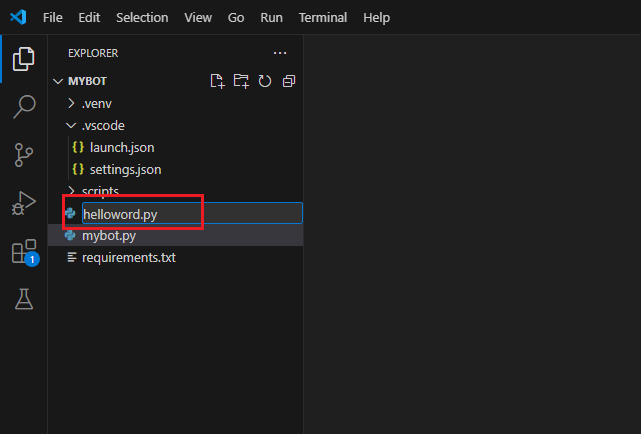 File Edit Selection View Go Run Terminal Help
EXPLORER
MYBOT
.venv
.vscode
{} launch.json
{} settings.json
scripts
helloword.py
mybot.py
requirements.txt
1